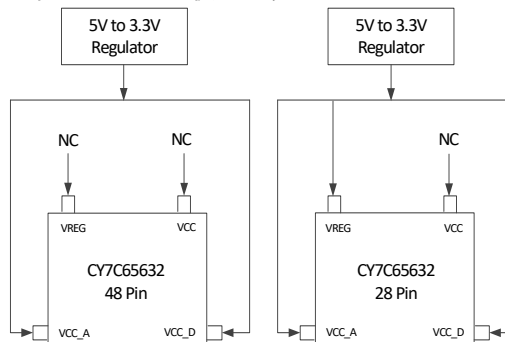 5V to 3.3V
Regulator
NC
NC
VREG
VCC
CY7C65632
48 Pin
VCC_A
VCC_D
5V to 3.3V
Regulator
NC
VREG
VCC
CY7C65632
28 Pin
VCC_A
VCC_D